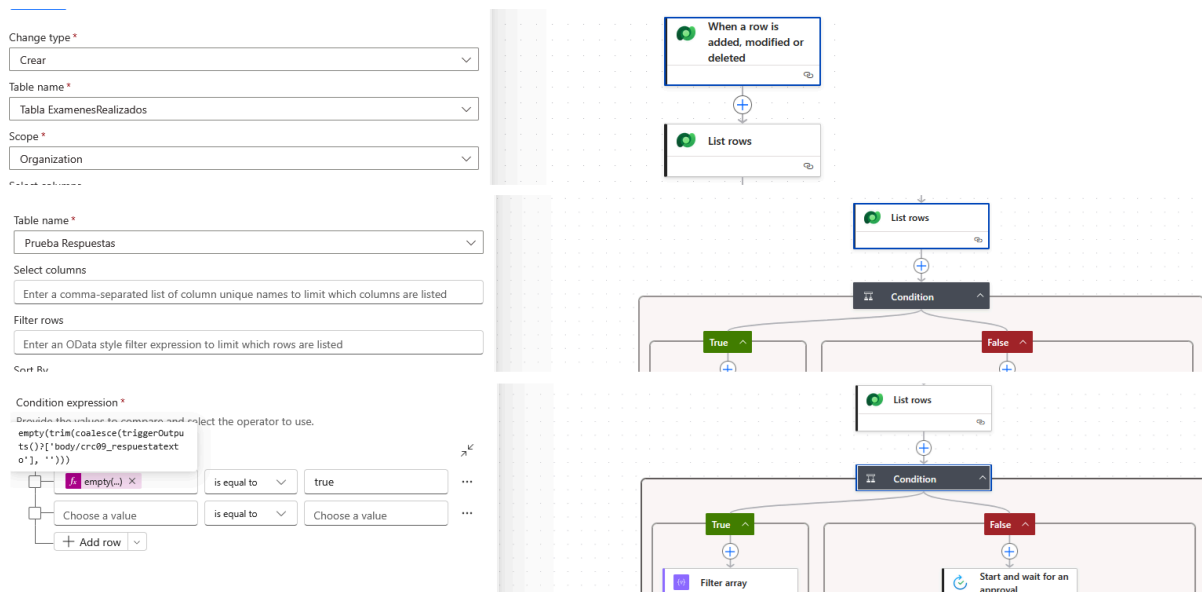 Change type *
Crear
Table name *
Tabla ExamenesRealizados
Scope *
Organization
When a row is
added, modified or
deleted
List rows
Table name *
Prueba Respuestas
Select columns
Enter a comma-separated list of column unique names to limit which columns are listed
Filter rows
Enter an OData style filter expression to limit which rows are listed
Sort By
List rows
Condition
True
False
Condition expression *
Provide the values to compare and select the operator to use.
empty(trim(coalesce(triggerOutpu
ts()?['body/crc09_respuestatext
o'], '')))
fx empty(...) ×
is equal to
true
Choose a value
is equal to
Choose a value
Add row
List rows
Condition
True
False
Filter array
Start and wait for an
approval